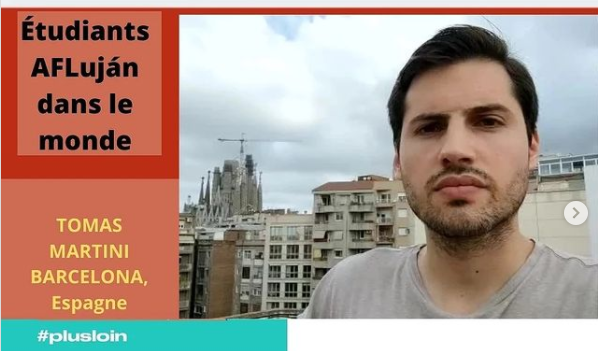 Étudiants
AFLuján
dans le
monde
TOMAS
MARTINI
BARCELONA,
Espagne
#plusloin